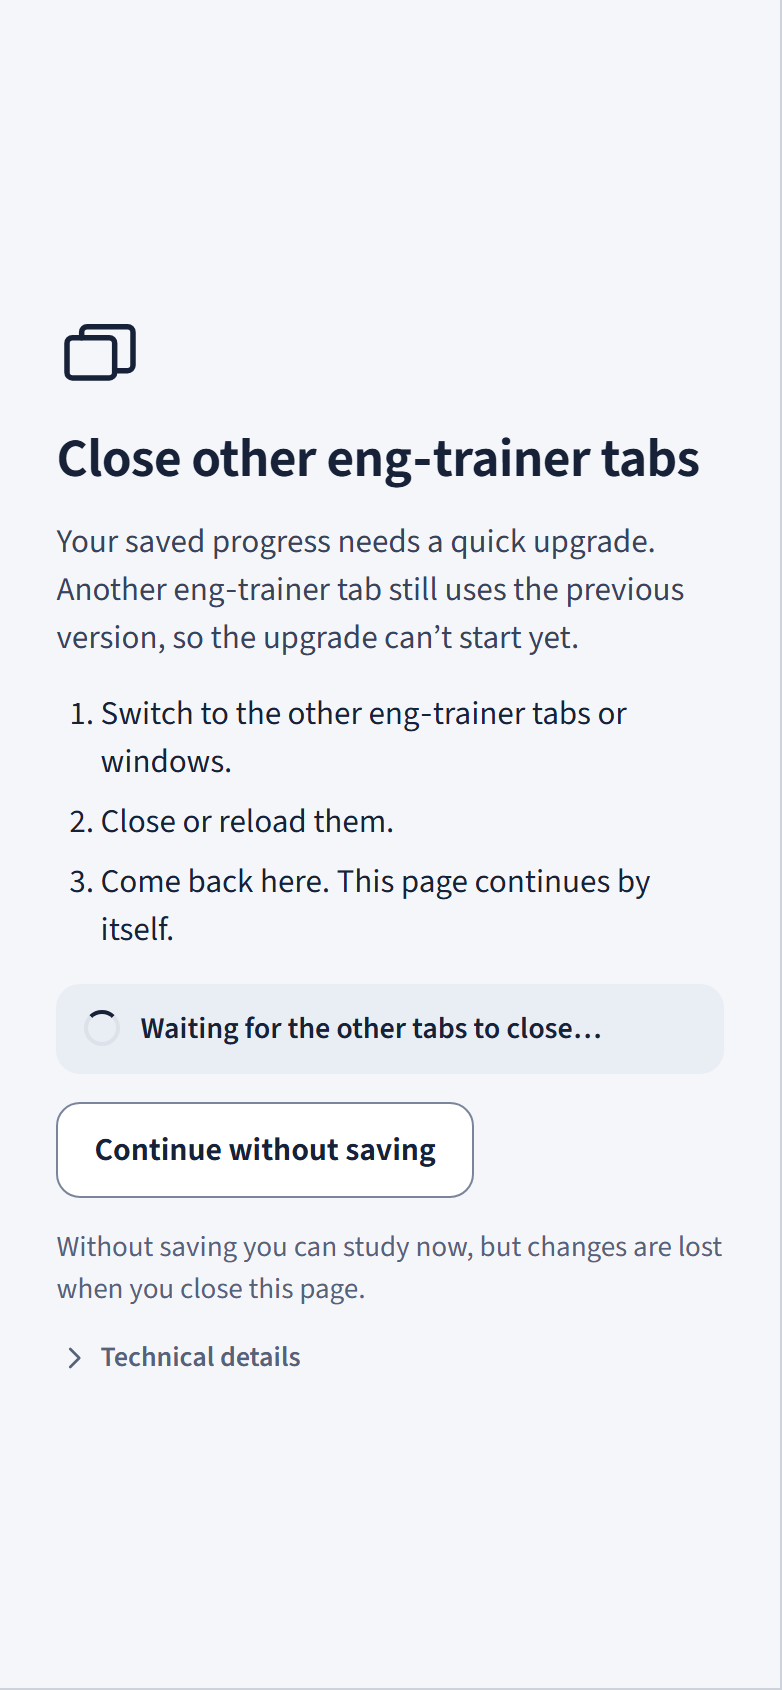 Close other eng-trainer tabs
Your saved progress needs a quick upgrade.
Another eng-trainer tab still uses the previous
version, so the upgrade can’t start yet.
1. Switch to the other eng-trainer tabs or
windows.
2. Close or reload them.
3. Come back here. This page continues by
itself.
Waiting for the other tabs to close…
Continue without saving
Without saving you can study now, but changes are lost
when you close this page.
Technical details